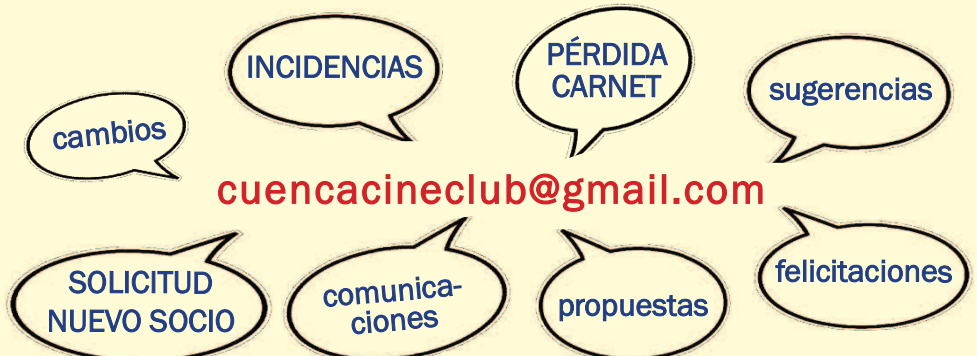 INCIDENCIAS
PÉRDIDA
CARNET
sugerencias
cambios
cuencacineclub@gmail.com
SOLICITUD
NUEVO SOCIO
comunica-
ciones
propuestas
felicitaciones